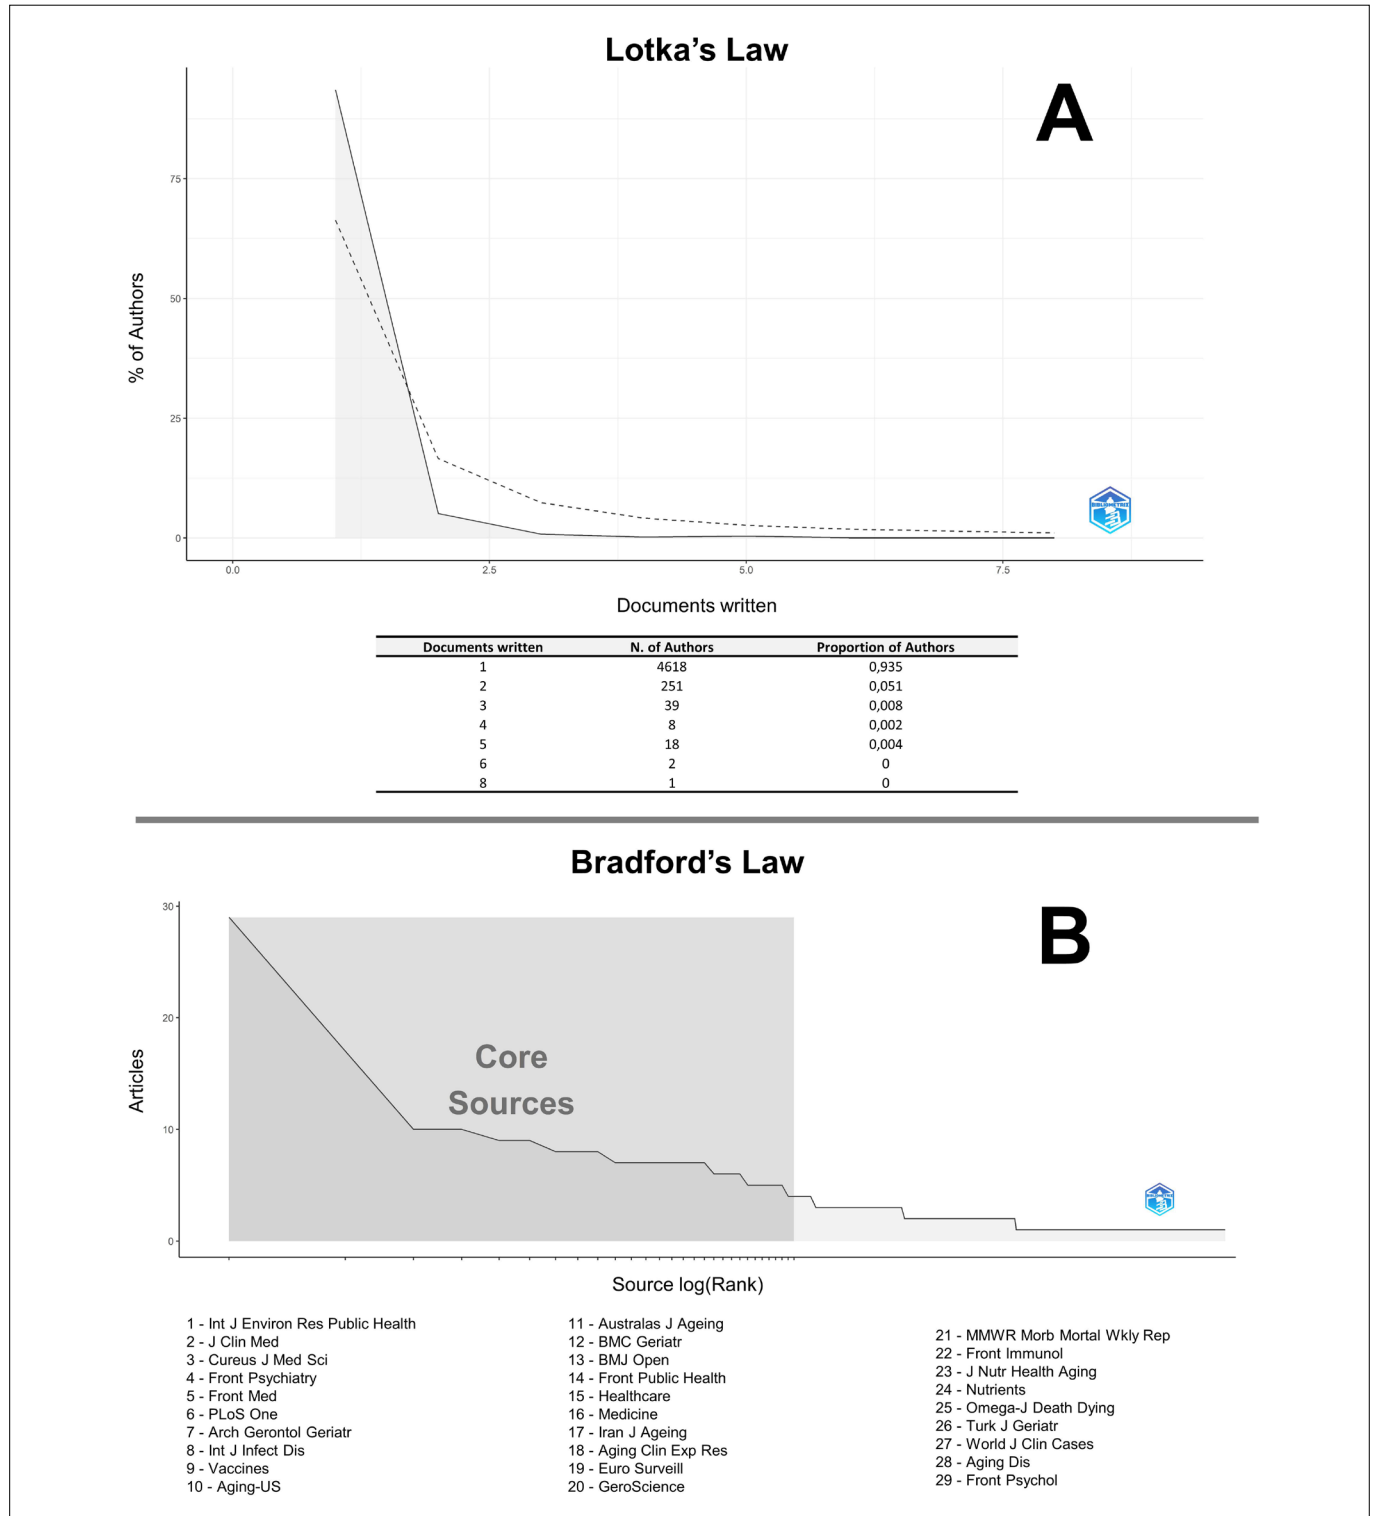 Lotka's Law
A
% of Authors
75
50
25
0
0.0 2.5 5.0 7.5
BIBLIOMETRIX
Documents written
Documents written N. of Authors Proportion of Authors
1 4618 0,935
2 251 0,051
3 39 0,008
4 8 0,002
5 18 0,004
6 2 0
8 1 0
Bradford's Law
B
Articles
30
20
10
0
Core
Sources
BIBLIOMETRIX
Source log(Rank)
1 - Int J Environ Res Public Health
2 - J Clin Med
3 - Cureus J Med Sci
4 - Front Psychiatry
5 - Front Med
6 - PLoS One
7 - Arch Gerontol Geriatr
8 - Int J Infect Dis
9 - Vaccines
10 - Aging-US
11 - Australas J Ageing
12 - BMC Geriatr
13 - BMJ Open
14 - Front Public Health
15 - Healthcare
16 - Medicine
17 - Iran J Ageing
18 - Aging Clin Exp Res
19 - Euro Surveill
20 - GeroScience
21 - MMWR Morb Mortal Wkly Rep
22 - Front Immunol
23 - J Nutr Health Aging
24 - Nutrients
25 - Omega-J Death Dying
26 - Turk J Geriatr
27 - World J Clin Cases
28 - Aging Dis
29 - Front Psychol